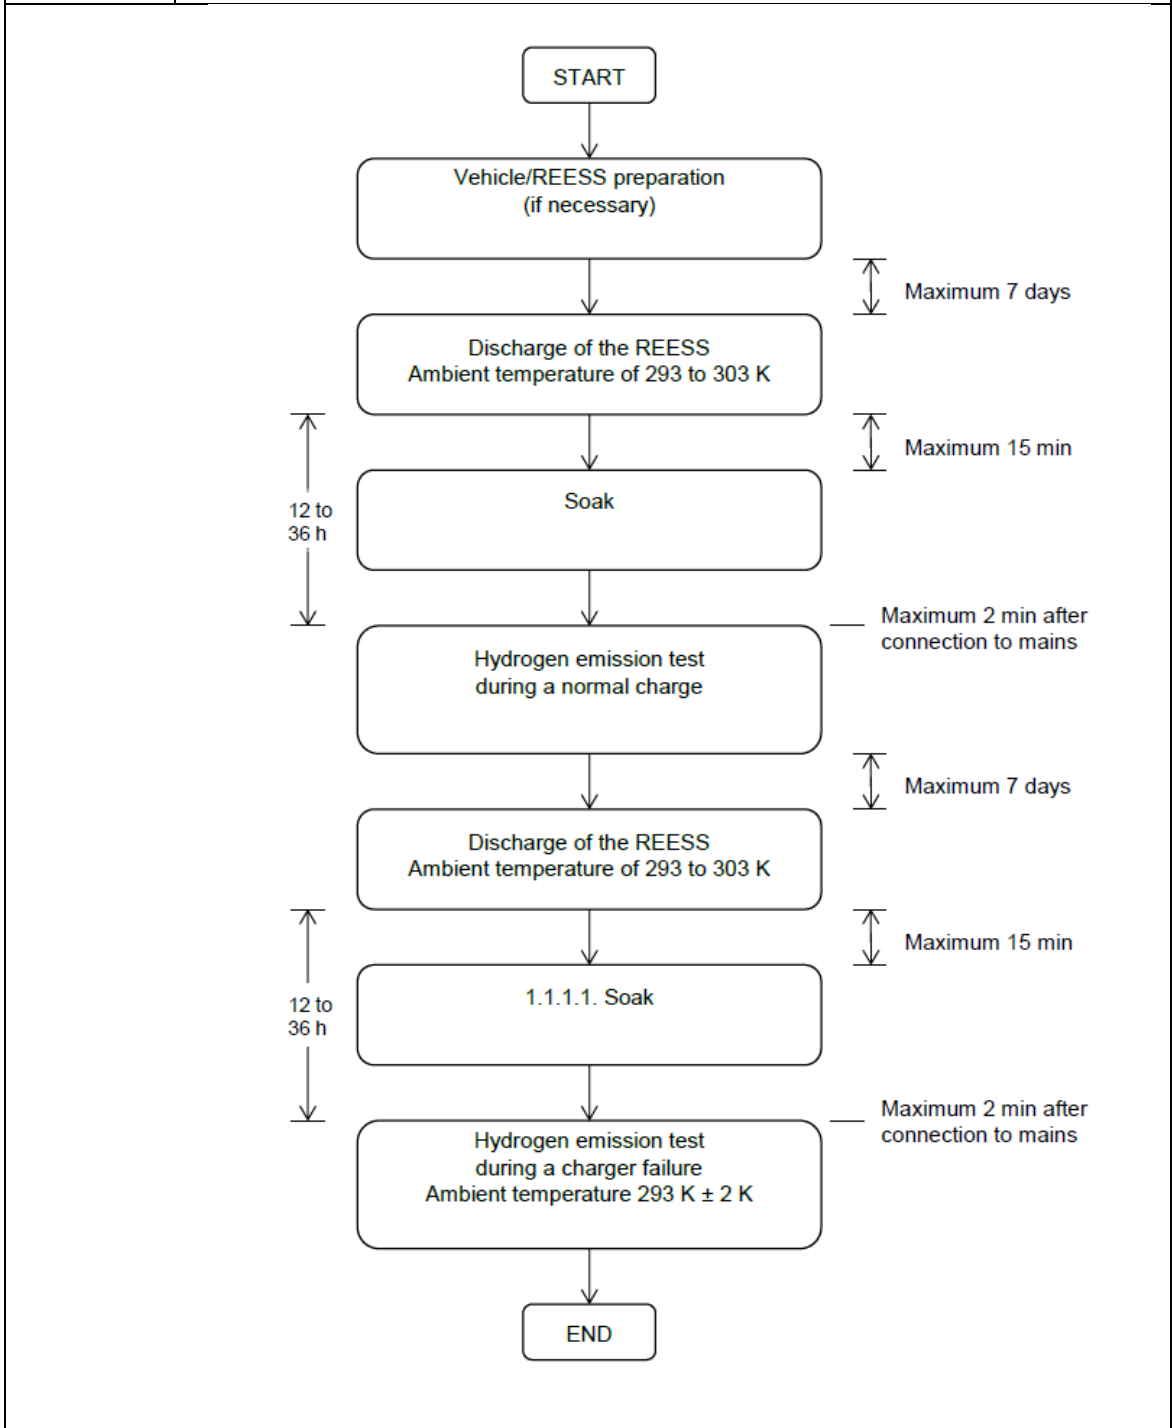 START
Vehicle/REESS preparation
(if necessary)
Maximum 7 days
Discharge of the REESS
Ambient temperature of 293 to 303 K
Maximum 15 min
12 to
36 h
Soak
Maximum 2 min after
connection to mains
Hydrogen emission test
during a normal charge
Maximum 7 days
Discharge of the REESS
Ambient temperature of 293 to 303 K
Maximum 15 min
12 to
36 h
1.1.1.1. Soak
Maximum 2 min after
connection to mains
Hydrogen emission test
during a charger failure
Ambient temperature 293 K ± 2 K
END